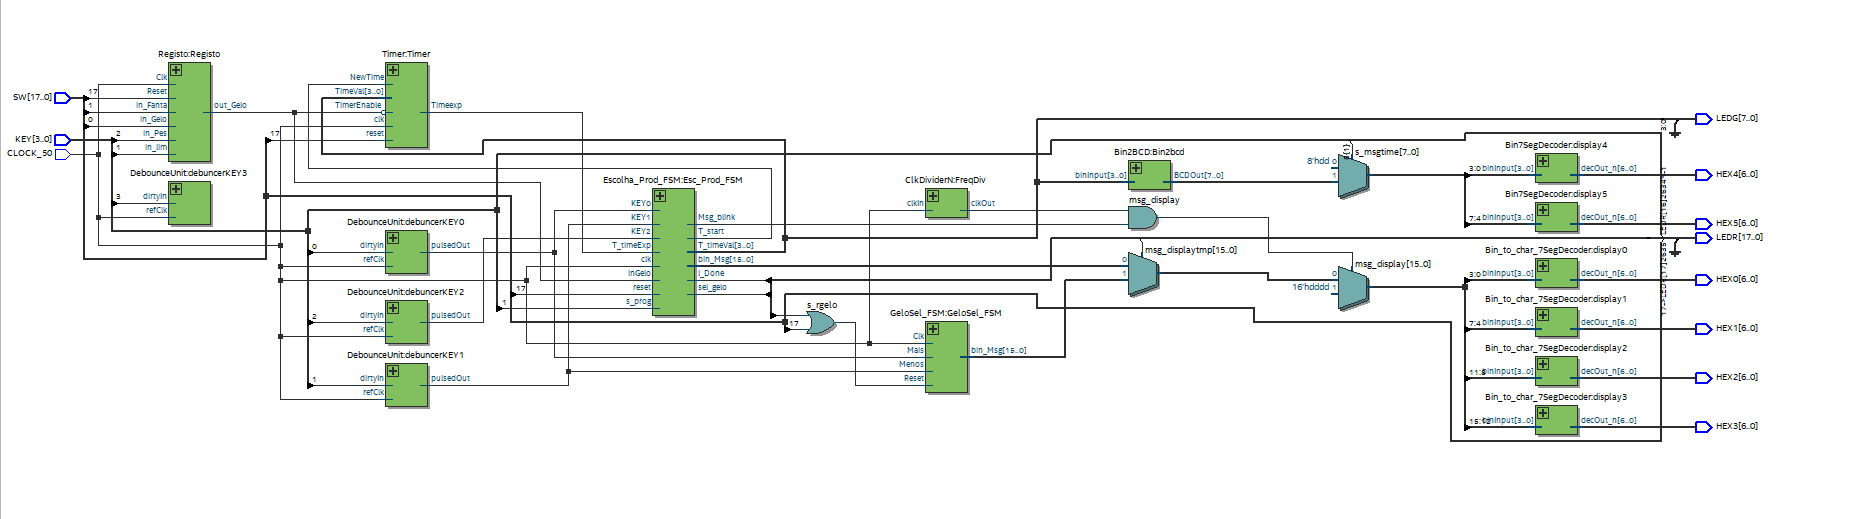 SW[17..0]
KEY[3..0]
CLOCK_50
Registo:Registo
17
1
0
2
1
Clk
Reset
in_Fanta
in_Gelo
in_Pes
in_lim
out_Gelo
DebounceUnit:debuncerKEY3
3
dirtyIn
refClk
Timer:Timer
NewTime
TimeVal[3..0]
TimerEnable
clk
reset
17
Timeexp
DebounceUnit:debuncerKEY0
0
dirtyIn
refClk
pulsedOut
DebounceUnit:debuncerKEY2
2
dirtyIn
refClk
pulsedOut
DebounceUnit:debuncerKEY1
1
dirtyIn
refClk
pulsedOut
Escolha_Prod_FSM:Esc_Prod_FSM
KEY0
KEY1
KEY2
T_timeExp
clk
inGelo
reset
s_prog
17
1
Msg_blink
T_start
T_timeVal[3..0]
bin_Msg[15..0]
i_Done
sel_gelo
s_rgelo
17
ClkDividerN:FreqDiv
clkIn
clkOut
GeloSel_FSM:GeloSel_FSM
Clk
Mais
Menos
Reset
bin_Msg[15..0]
Bin2BCD:Bin2bcd
binInput[3..0]
BCDOut[7..0]
msg_display
msg_displaytmp[15..0]
0
1
s_msgtime[7..0]
8'hdd 0
1
msg_display[15..0]
0
16'hdddd 1
Bin7SegDecoder:display4
3:0
binInput[3..0]
decOut_n[6..0]
Bin7SegDecoder:display5
7:4
binInput[3..0]
decOut_n[6..0]
Bin_to_char_7SegDecoder:display0
3:0
binInput[3..0]
decOut_n[6..0]
Bin_to_char_7SegDecoder:display1
7:4
binInput[3..0]
decOut_n[6..0]
Bin_to_char_7SegDecoder:display2
binInput[3..0]
decOut_n[6..0]
Bin_to_char_7SegDecoder:display3
binInput[3..0]
decOut_n[6..0]
3:0
LEDG[7..0]
HEX4[6..0]
HEX5[6..0]
LEDR[17..0]
HEX0[6..0]
HEX1[6..0]
HEX2[6..0]
HEX3[6..0]